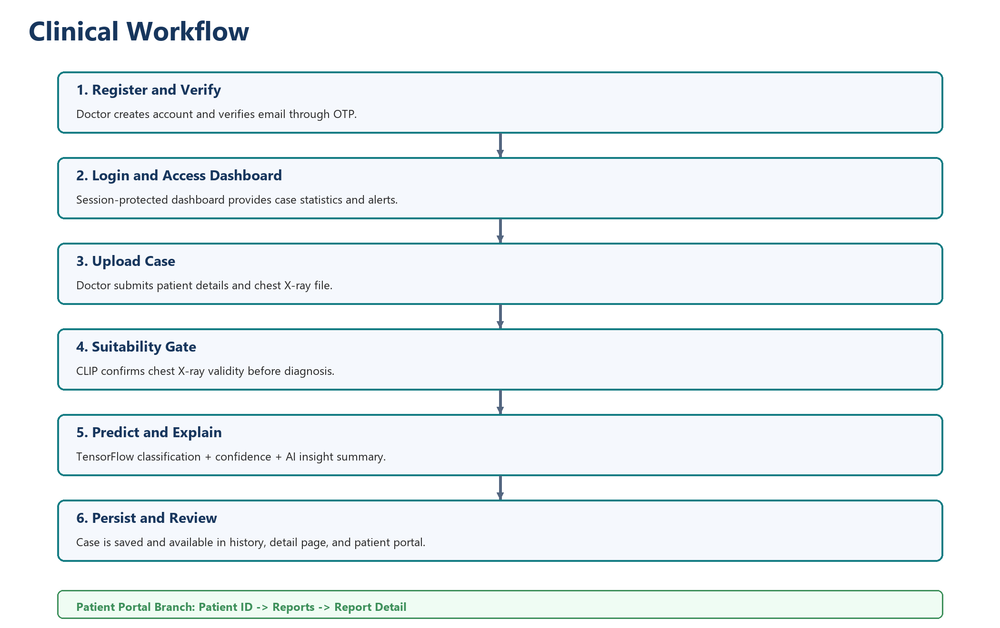 Clinical Workflow
1. Register and Verify
Doctor creates account and verifies email through OTP.
2. Login and Access Dashboard
Session-protected dashboard provides case statistics and alerts.
3. Upload Case
Doctor submits patient details and chest X-ray file.
4. Suitability Gate
CLIP confirms chest X-ray validity before diagnosis.
5. Predict and Explain
TensorFlow classification + confidence + AI insight summary.
6. Persist and Review
Case is saved and available in history, detail page, and patient portal.
Patient Portal Branch: Patient ID -> Reports -> Report Detail